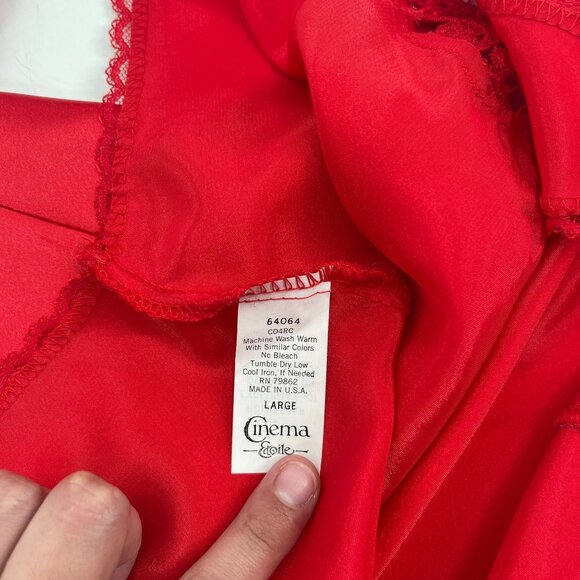 64064
C04RC
Machine Wash Warm
With Similar Colors
No Bleach
Tumble Dry Low
Cool Iron, If Needed
RN 79862
MADE IN U.S.A.
LARGE
Cinema
Etoile